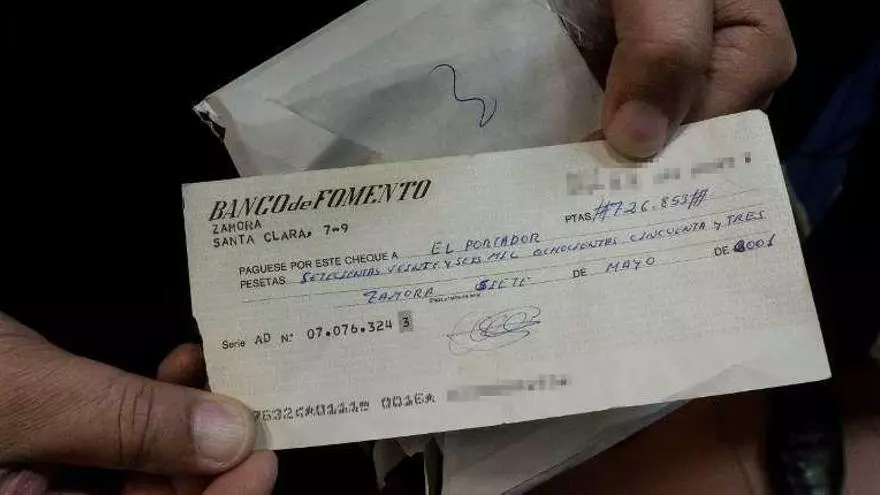 BANCO de FOMENTO
ZAMORA
SANTA CLARA, 7-9
PTAS #726.853##
PAGUESE POR ESTE CHEQUE A EL PORTADOR
PESETAS SETECIENTAS VEINTE Y SEIS MIL OCHOCIENTAS CINCUENTA Y TRES
ZAMORA SIETE DE MAYO DE 2001
Serie AD N.º 07.076.324 3